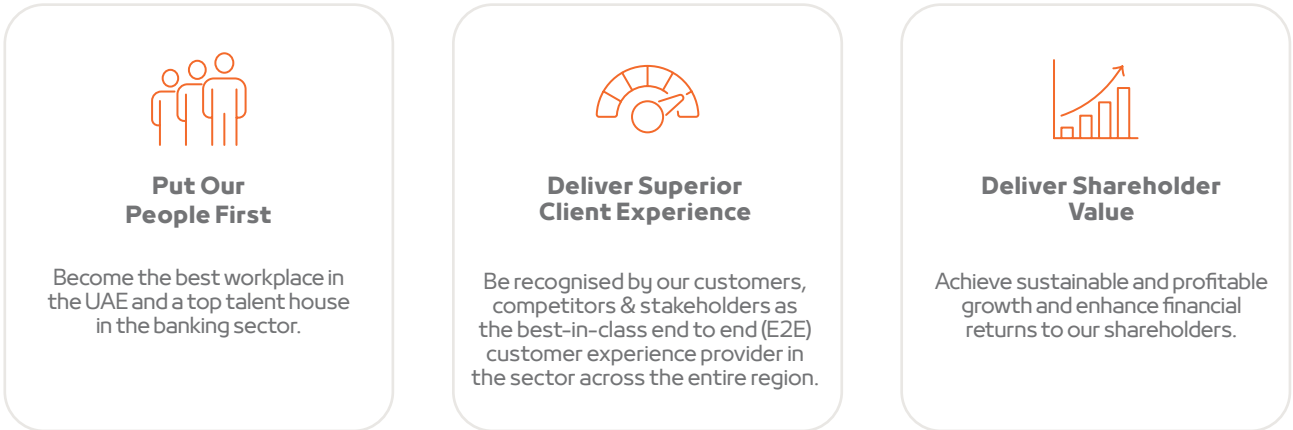 Put Our
People First
Become the best workplace in
the UAE and a top talent house
in the banking sector.
Deliver Superior
Client Experience
Be recognised by our customers,
competitors & stakeholders as
the best-in-class end to end (E2E)
customer experience provider in
the sector across the entire region.
Deliver Shareholder
Value
Achieve sustainable and profitable
growth and enhance financial
returns to our shareholders.